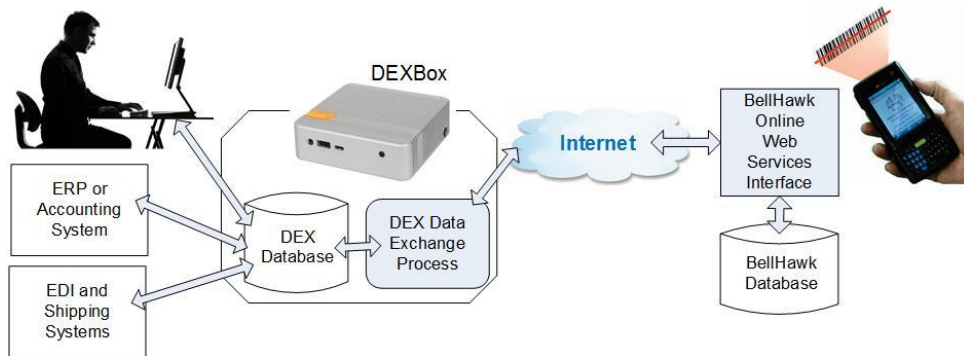 DEXBox
ERP or
Accounting
System
EDI and
Shipping
Systems
DEX
Database
DEX Data
Exchange
Process
Internet
BellHawk
Online
Web
Services
Interface
BellHawk
Database